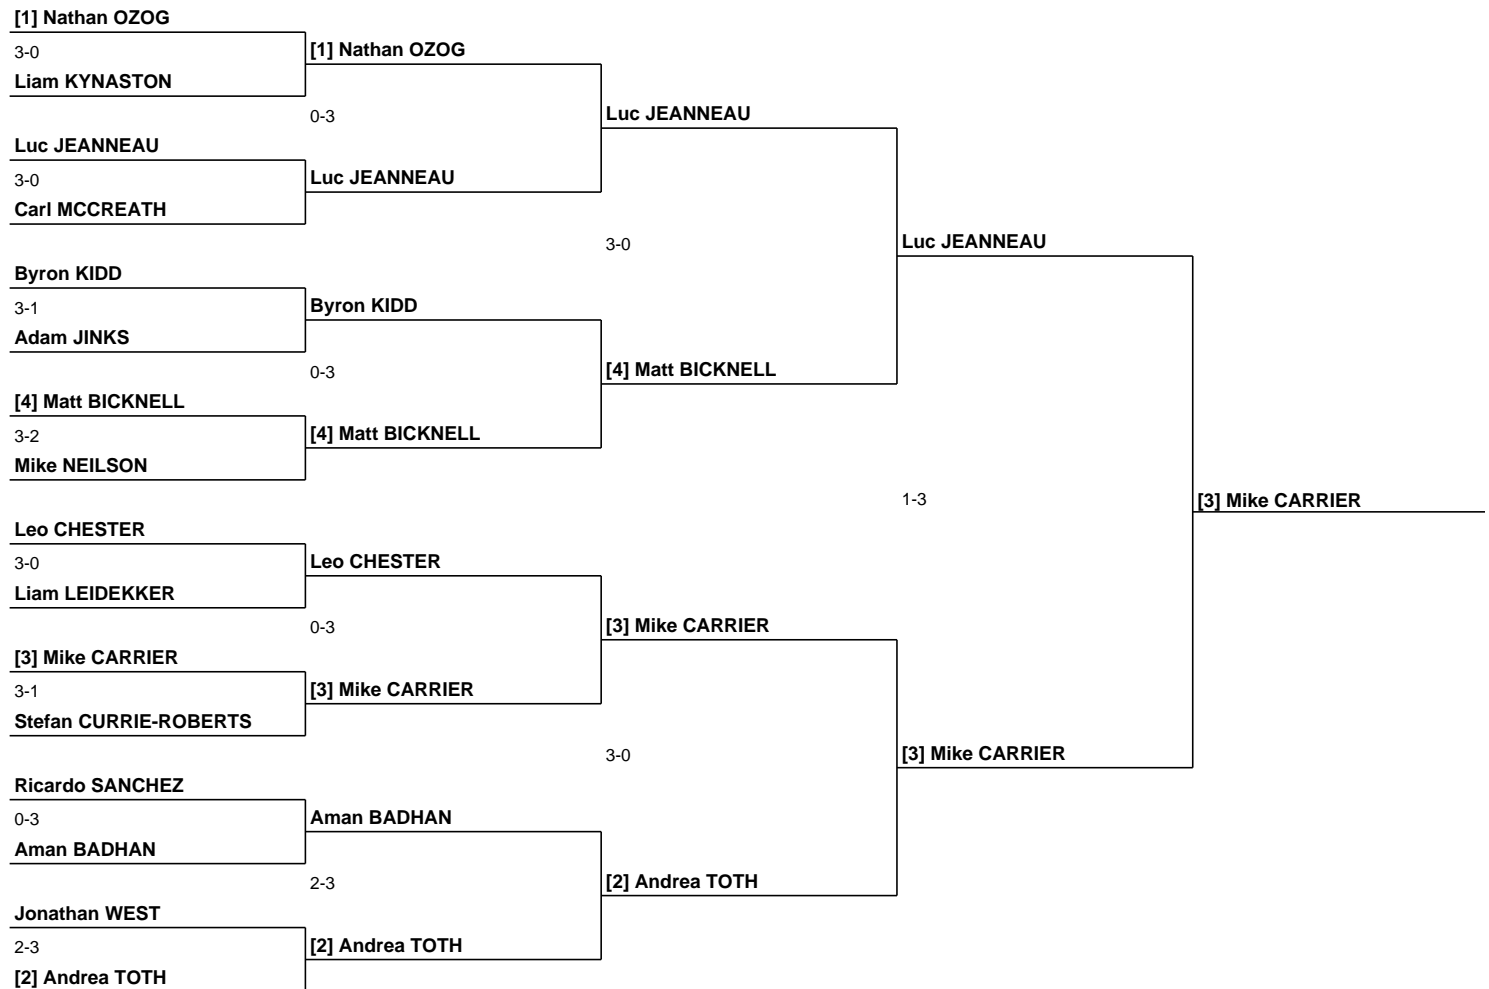 [1] Nathan OZOG
3-0
Liam KYNASTON
Luc JEANNEAU
3-0
Carl MCCREATH
Byron KIDD
3-1
Adam JINKS
[4] Matt BICKNELL
3-2
Mike NEILSON
Leo CHESTER
3-0
Liam LEIDEKKER
[3] Mike CARRIER
3-1
Stefan CURRIE-ROBERTS
Ricardo SANCHEZ
0-3
Aman BADHAN
Jonathan WEST
2-3
[2] Andrea TOTH
[1] Nathan OZOG
0-3
Luc JEANNEAU
Byron KIDD
0-3
[4] Matt BICKNELL
Leo CHESTER
0-3
[3] Mike CARRIER
Aman BADHAN
2-3
[2] Andrea TOTH
Luc JEANNEAU
3-0
[4] Matt BICKNELL
[3] Mike CARRIER
3-0
[2] Andrea TOTH
Luc JEANNEAU
1-3
[3] Mike CARRIER
[3] Mike CARRIER